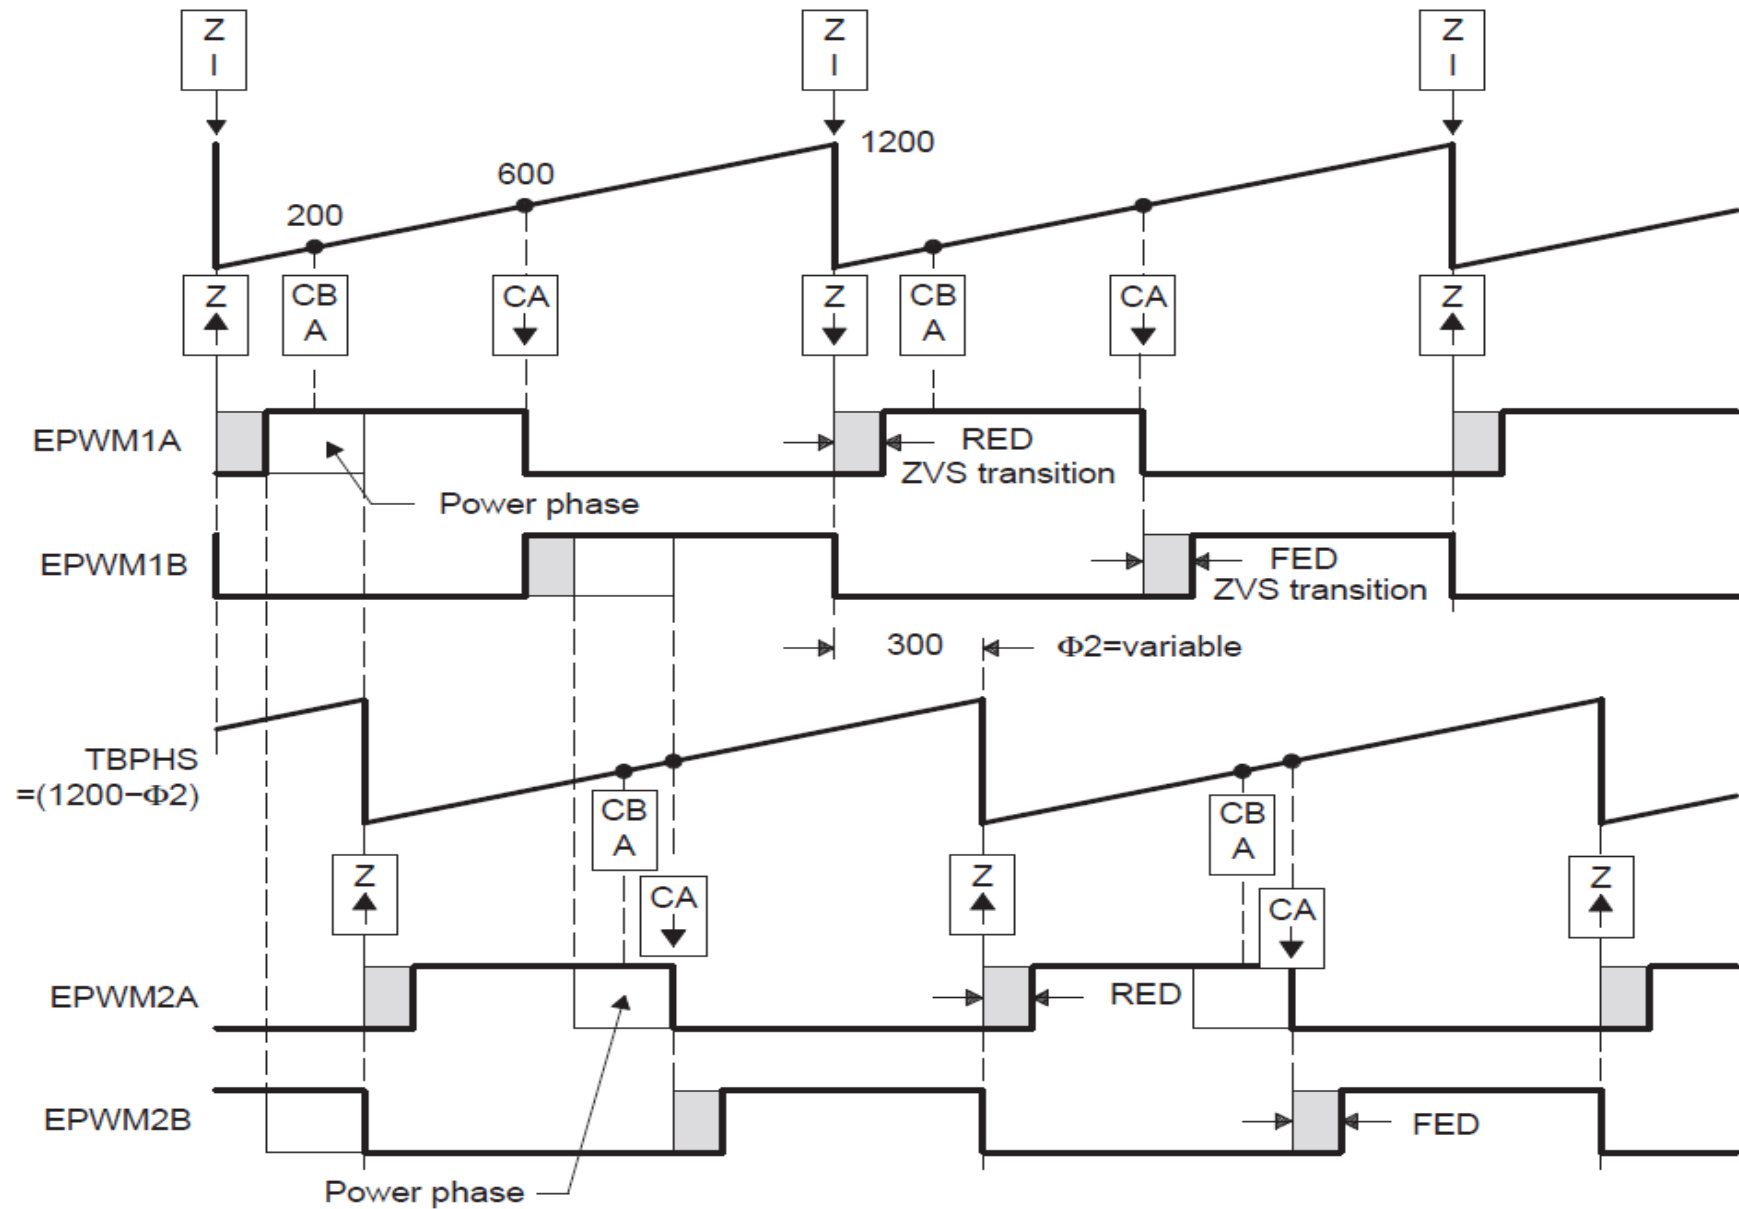 Z
I
Z
I
Z
I
1200
600
200
Z
CB
A
CA
Z
CB
A
CA
Z
EPWM1A
RED
ZVS transition
Power phase
EPWM1B
FED
ZVS transition
300
Φ2=variable
TBPHS
=(1200−Φ2)
CB
A
CB
A
Z
CA
Z
CA
Z
EPWM2A
RED
EPWM2B
FED
Power phase